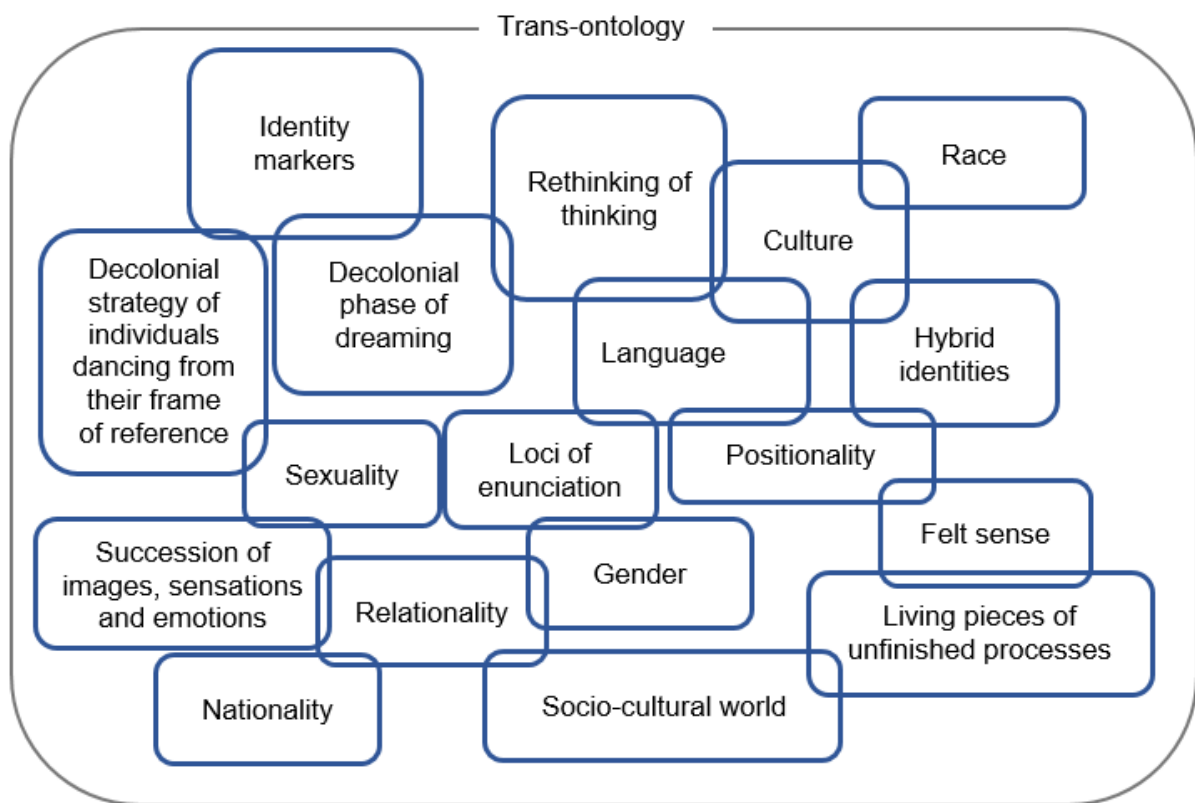 Trans-ontology
Identity
markers
Rethinking of
thinking
Race
Culture
Decolonial
strategy of
individuals
dancing from
their frame
of reference
Decolonial
phase of
dreaming
Language
Hybrid
identities
Sexuality
Loci of
enunciation
Positionality
Felt sense
Succession of
images, sensations
and emotions
Relationality
Gender
Living pieces of
unfinished processes
Nationality
Socio-cultural world